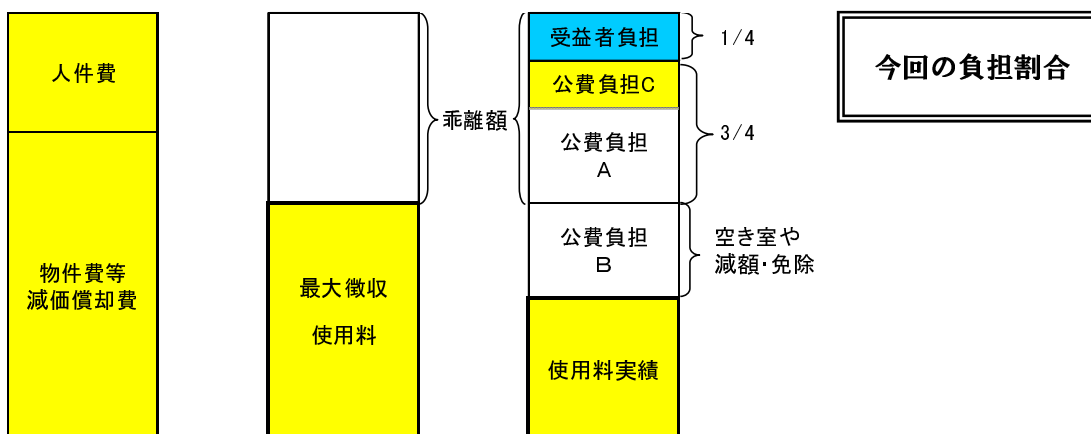 人件費
物件費等
減価償却費
最大徴収
使用料
乖離額
受益者負担
公費負担C
公費負担
A
公費負担
B
使用料実績
1/4
3/4
空き室や
減額・免除
今回の負担割合